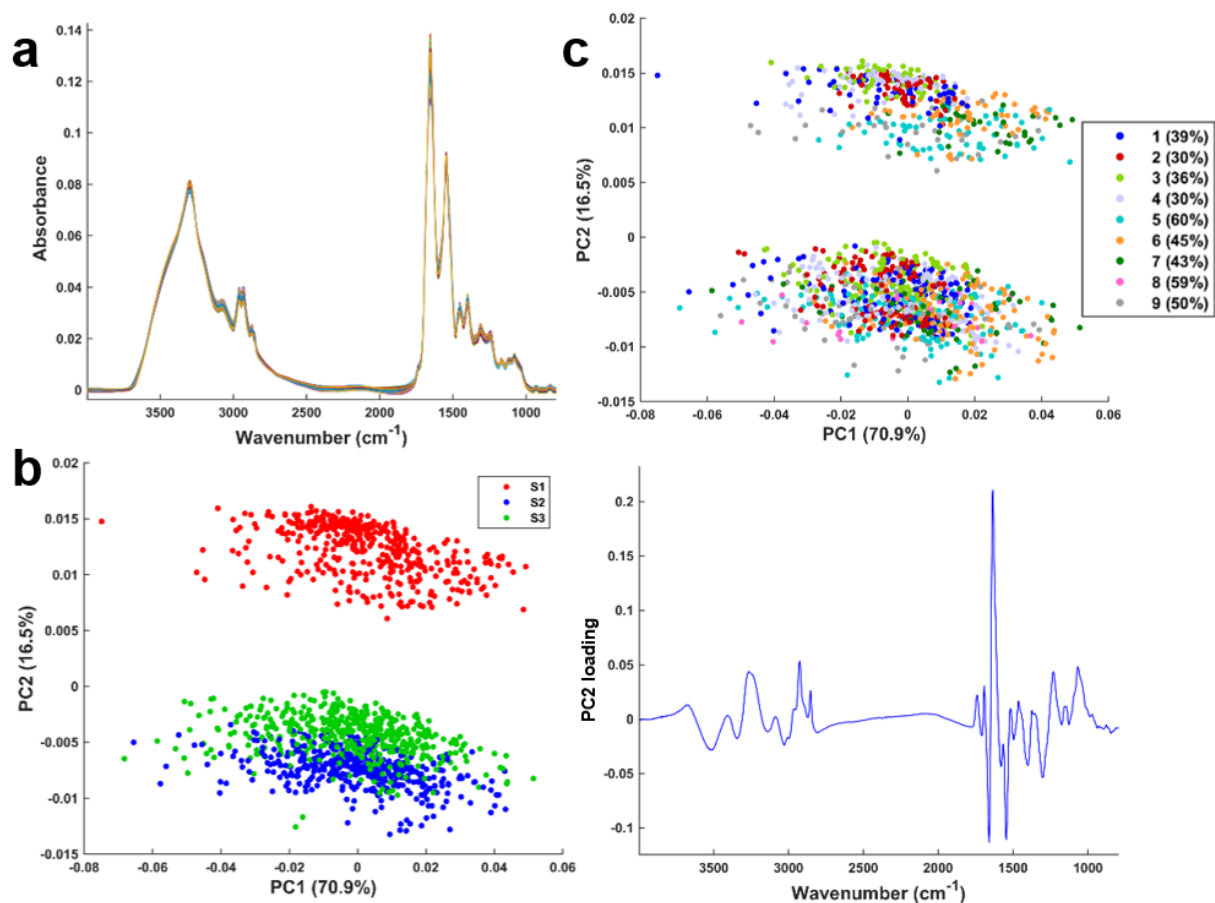 a
0.14
0.12
0.1
0.08
0.06
0.04
0.02
0
Absorbance
3500 3000 2500 2000 1500 1000
Wavenumber (cm-1)
c
0.02
0.015
0.01
0.005
0
-0.005
-0.01
-0.015
PC2 (16.5%)
-0.08 -0.06 -0.04 -0.02 0 0.02 0.04 0.06
PC1 (70.9%)
1 (39%)
2 (30%)
3 (36%)
4 (30%)
5 (60%)
6 (45%)
7 (43%)
8 (59%)
9 (50%)
b
0.02
0.015
0.01
0.005
0
-0.005
-0.01
-0.015
PC2 (16.5%)
S1
S2
S3
-0.08 -0.06 -0.04 -0.02 0 0.02 0.04 0.06
PC1 (70.9%)
0.2
0.15
0.1
0.05
0
-0.05
-0.1
PC2 loading
3500 3000 2500 2000 1500 1000
Wavenumber (cm-1)